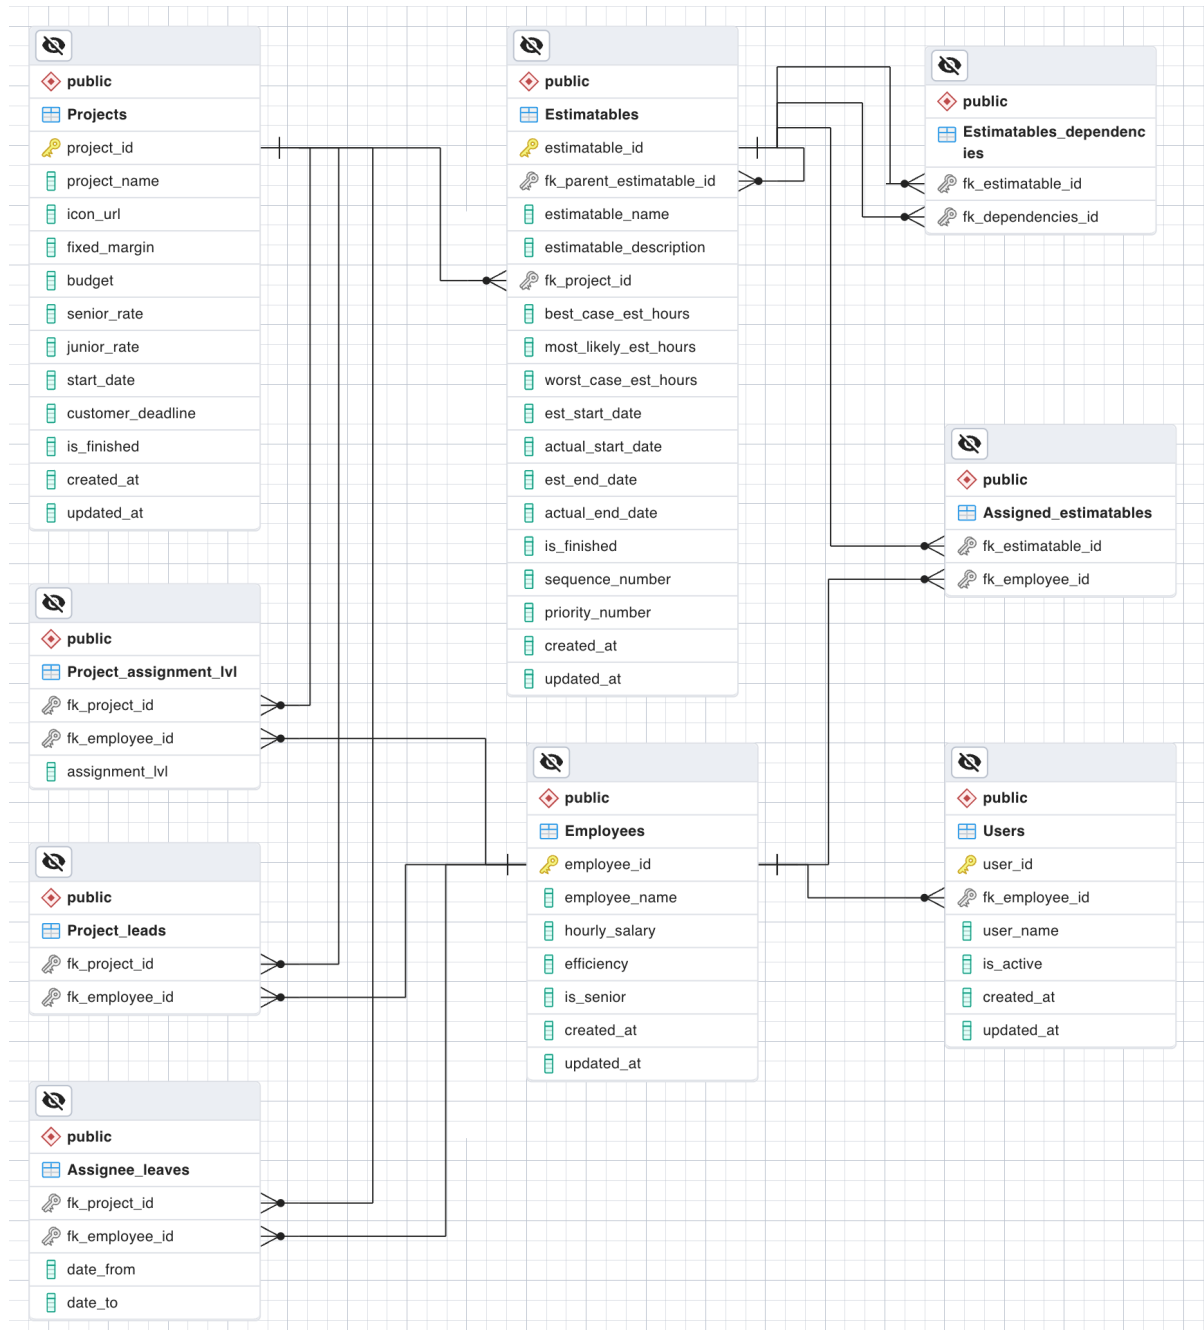 public
Projects
project_id
project_name
icon_url
fixed_margin
budget
senior_rate
junior_rate
start_date
customer_deadline
is_finished
created_at
updated_at
public
Estimatables
estimatable_id
fk_parent_estimatable_id
estimatable_name
estimatable_description
fk_project_id
best_case_est_hours
most_likely_est_hours
worst_case_est_hours
est_start_date
actual_start_date
est_end_date
actual_end_date
is_finished
sequence_number
priority_number
created_at
updated_at
public
Estimatables_dependenc
ies
fk_estimatable_id
fk_dependencies_id
public
Assigned_estimatables
fk_estimatable_id
fk_employee_id
public
Project_assignment_lvl
fk_project_id
fk_employee_id
assignment_lvl
public
Employees
employee_id
employee_name
hourly_salary
efficiency
is_senior
created_at
updated_at
public
Users
user_id
fk_employee_id
user_name
is_active
created_at
updated_at
public
Project_leads
fk_project_id
fk_employee_id
public
Assignee_leaves
fk_project_id
fk_employee_id
date_from
date_to